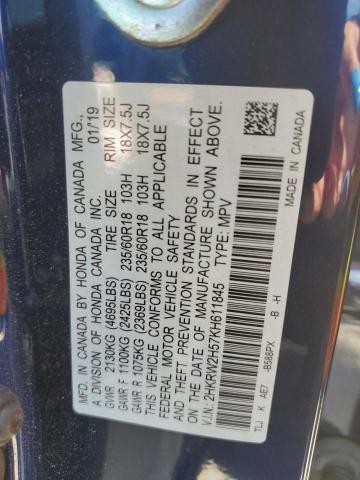 MFD. IN CANADA BY HONDA OF CANADA MFG.,
A DIVISION OF HONDA CANADA INC. 01/19
TIRE SIZE RIM SIZE
GVWR 2130KG (4695LBS)
GAWR F 1100KG (2425LBS) 235/60R18 103H 18X7.5J
GAWR R 1075KG (2369LBS) 235/60R18 103H 18X7.5J
THIS VEHICLE CONFORMS TO ALL APPLICABLE
FEDERAL MOTOR VEHICLE SAFETY
AND THEFT PREVENTION STANDARDS IN EFFECT
ON THE DATE OF MANUFACTURE SHOWN ABOVE.
V.I.N.: 2HKRW2H57KH611845 TYPE: MPV
TLJ K AE7 -B588PX -B -H MADE IN CANADA